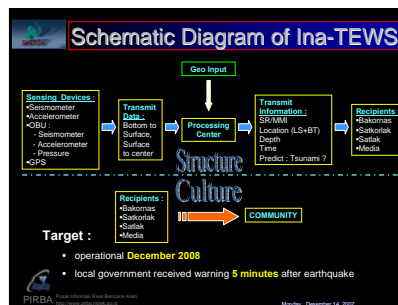 Schematic Diagram of Ina-TEWS
Geo Input
Sensing Devices :
•Seismometer
•Accelerometer
•OBU :
- Seismometer
- Accelerometer
- Pressure
•GPS
Transmit
Data :
Bottom to
Surface,
Surface
to center
Processing
Center
Transmit
Information :
SR/MMI
Location (LS+BT)
Depth
Time
Predict : Tsunami ?
Recipients :
•Bakornas
•Satkorlak
•Satlak
•Media
Structure
Culture
Recipients :
•Bakornas
•Satkorlak
•Satlak
•Media
COMMUNITY
Target :
• operational December 2008
• local government received warning 5 minutes after earthquake
PIRBA
Pusat Informasi Riset Bencana Alam
Monday, December 14, 2007